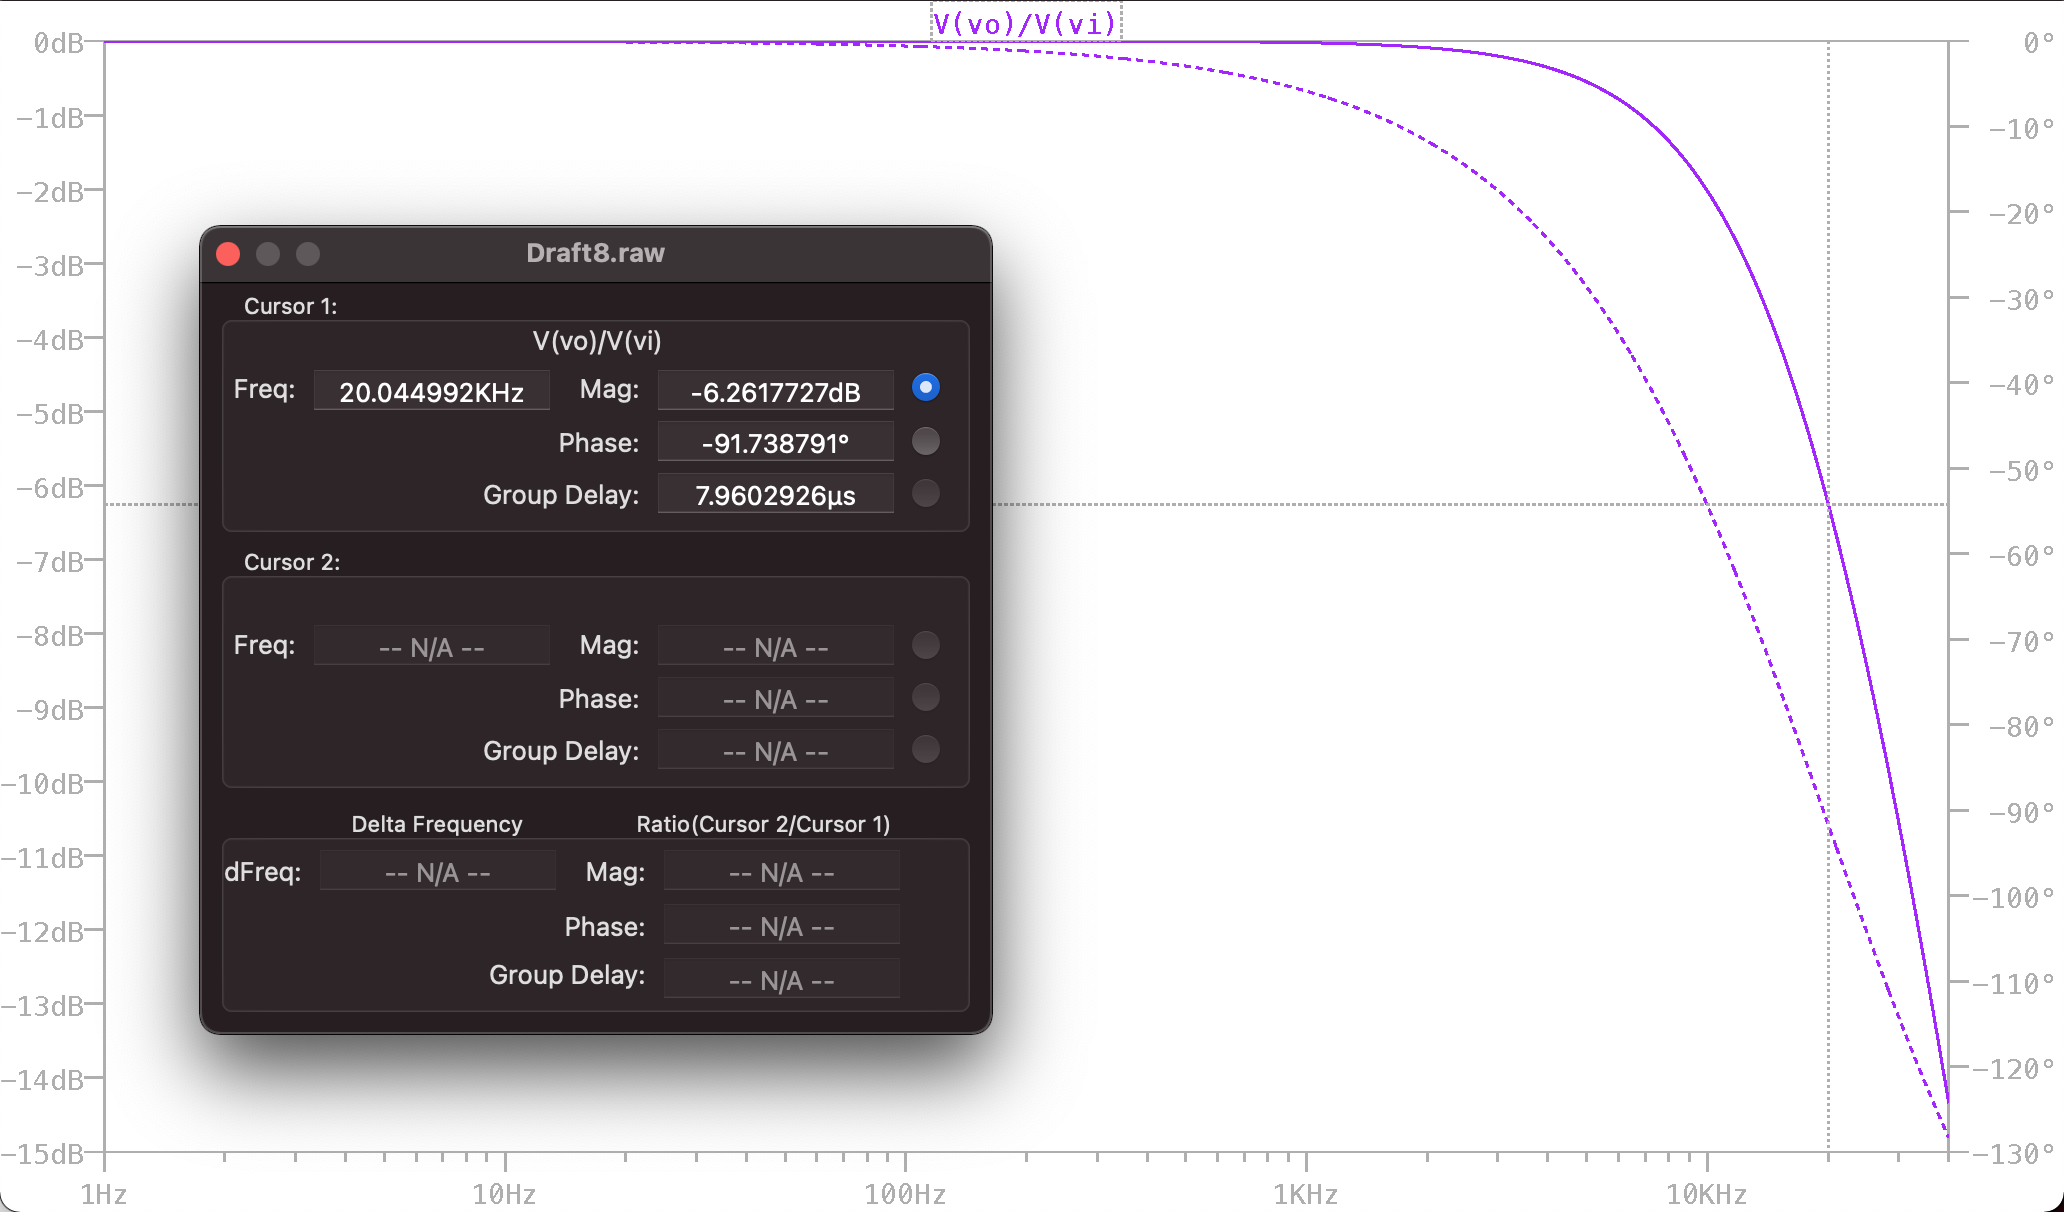 V(vo)/V(vi)
0dB
-1dB
-2dB
-3dB
-4dB
-5dB
-6dB
-7dB
-8dB
-9dB
-10dB
-11dB
-12dB
-13dB
-14dB
-15dB
Draft8.raw
Cursor 1:
V(vo)/V(vi)
Freq: 20.044992KHz Mag: -6.2617727dB
Phase: -91.738791°
Group Delay: 7.9602926µs
Cursor 2:
Freq: -- N/A -- Mag: -- N/A --
Phase: -- N/A --
Group Delay: -- N/A --
Delta Frequency Ratio(Cursor 2/Cursor 1)
dFreq: -- N/A -- Mag: -- N/A --
Phase: -- N/A --
Group Delay: -- N/A --
0°
-10°
-20°
-30°
-40°
-50°
-60°
-70°
-80°
-90°
-100°
-110°
-120°
-130°
1Hz 10Hz 100Hz 1KHz 10KHz